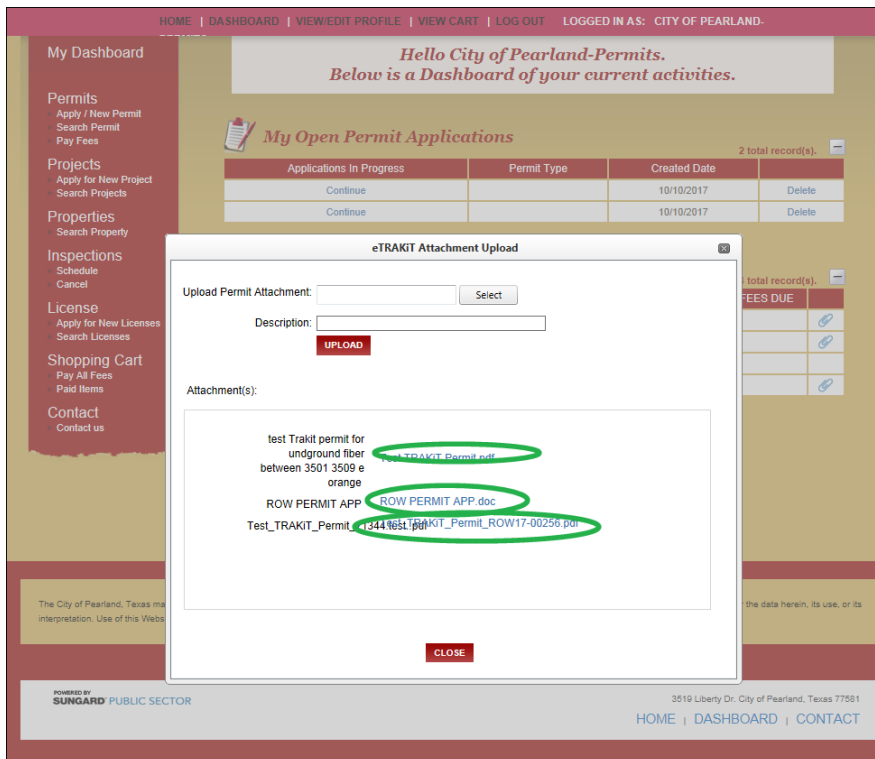 HOME | DASHBOARD | VIEW/EDIT PROFILE | VIEW CART | LOG OUT LOGGED IN AS: CITY OF PEARLAND-
My Dashboard
Hello City of Pearland-Permits.
Below is a Dashboard of your current activities.
Permits
Apply / New Permit
Search Permit
Pay Fees
Projects
Apply for New Project
Search Projects
Properties
Search Property
Inspections
Schedule
Cancel
License
Apply for New Licenses
Search Licenses
Shopping Cart
Pay All Fees
Paid Items
Contact
Contact us
My Open Permit Applications
2 total record(s).
Applications In Progress Permit Type Created Date
Continue 10/10/2017 Delete
Continue 10/10/2017 Delete
total record(s).
FEES DUE
eTRAKiT Attachment Upload
Upload Permit Attachment: Select
Description:
UPLOAD
Attachment(s):
test Trakit permit for
undground fiber
between 3501 3509 e
orange
Test TRAKiT Permit.pdf
ROW PERMIT APP ROW PERMIT APP.doc
Test_TRAKiT_Permit_21344.test..pdf Test_TRAKiT_Permit_ROW17-00256.pdf
CLOSE
The City of Pearland, Texas the data herein, its use, or its
interpretation. Use of this
POWERED BY
SUNGARD® PUBLIC SECTOR
3519 Liberty Dr. City of Pearland, Texas 77581
HOME | DASHBOARD | CONTACT